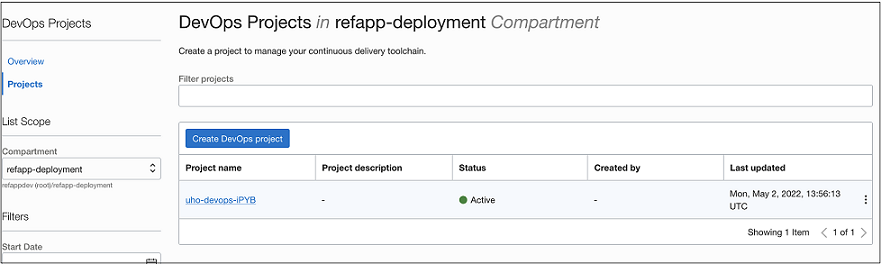 DevOps Projects
Overview
Projects
List Scope
Compartment
refapp-deployment
refappdev (root)/refapp-deployment
Filters
Start Date
DevOps Projects in refapp-deployment Compartment
Create a project to manage your continuous delivery toolchain.
Filter projects
Create DevOps project
Project name Project description Status Created by Last updated
uho-devops-iPYB - Active - Mon, May 2, 2022, 13:56:13
UTC
Showing 1 Item < 1 of 1 >